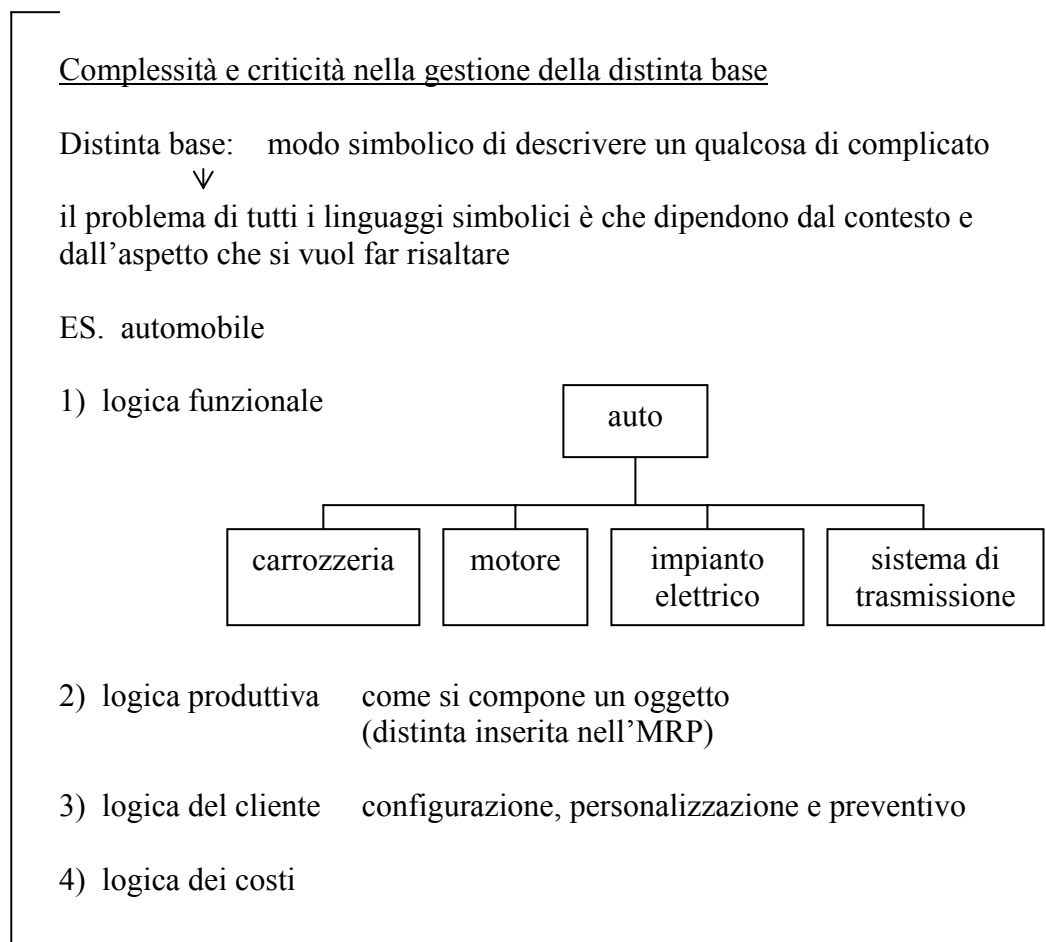 Complessità e criticità nella gestione della distinta base
Distinta base: modo simbolico di descrivere un qualcosa di complicato
il problema di tutti i linguaggi simbolici è che dipendono dal contesto e
dall’aspetto che si vuol far risaltare
ES. automobile
1) logica funzionale
auto
carrozzeria
motore
impianto
elettrico
sistema di
trasmissione
2) logica produttiva come si compone un oggetto
(distinta inserita nell’MRP)
3) logica del cliente configurazione, personalizzazione e preventivo
4) logica dei costi